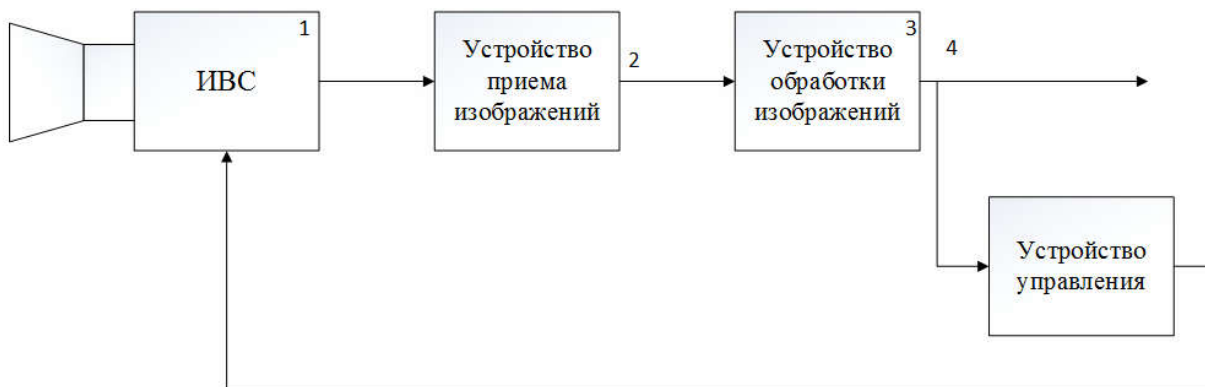 1
ИВС
Устройство
приема
изображений
2
3
Устройство
обработки
изображений
4
Устройство
управления